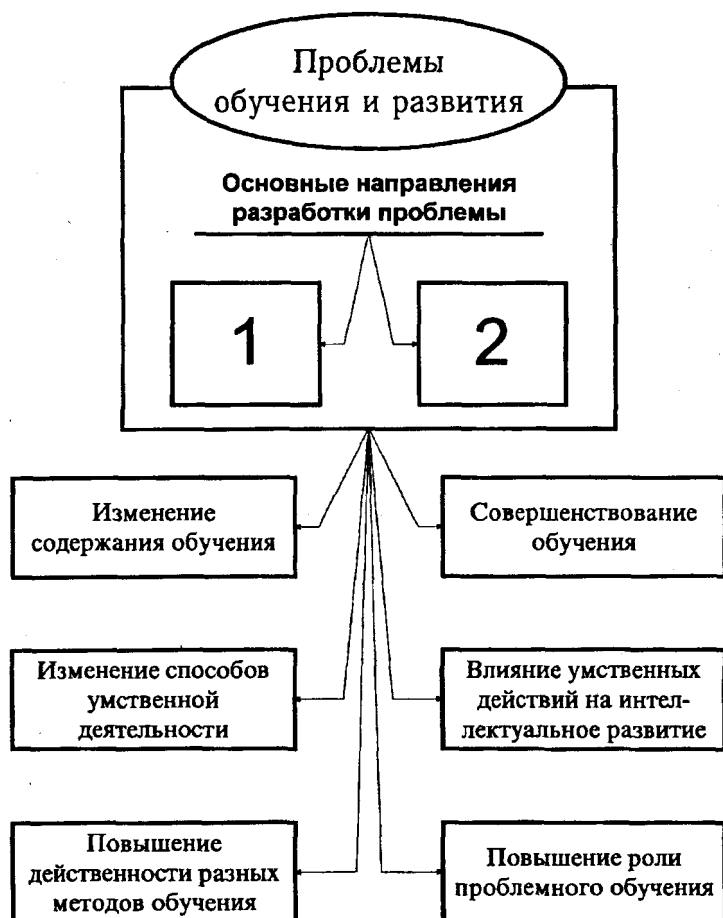 Проблемы
обучения и развития
Основные направления
разработки проблемы
1
2
Изменение
содержания обучения
Совершенствование
обучения
Изменение способов
умственной
деятельности
Влияние умственных
действий на интел-
лектуальное развитие
Повышение
действенности разных
методов обучения
Повышение роли
проблемного обучения